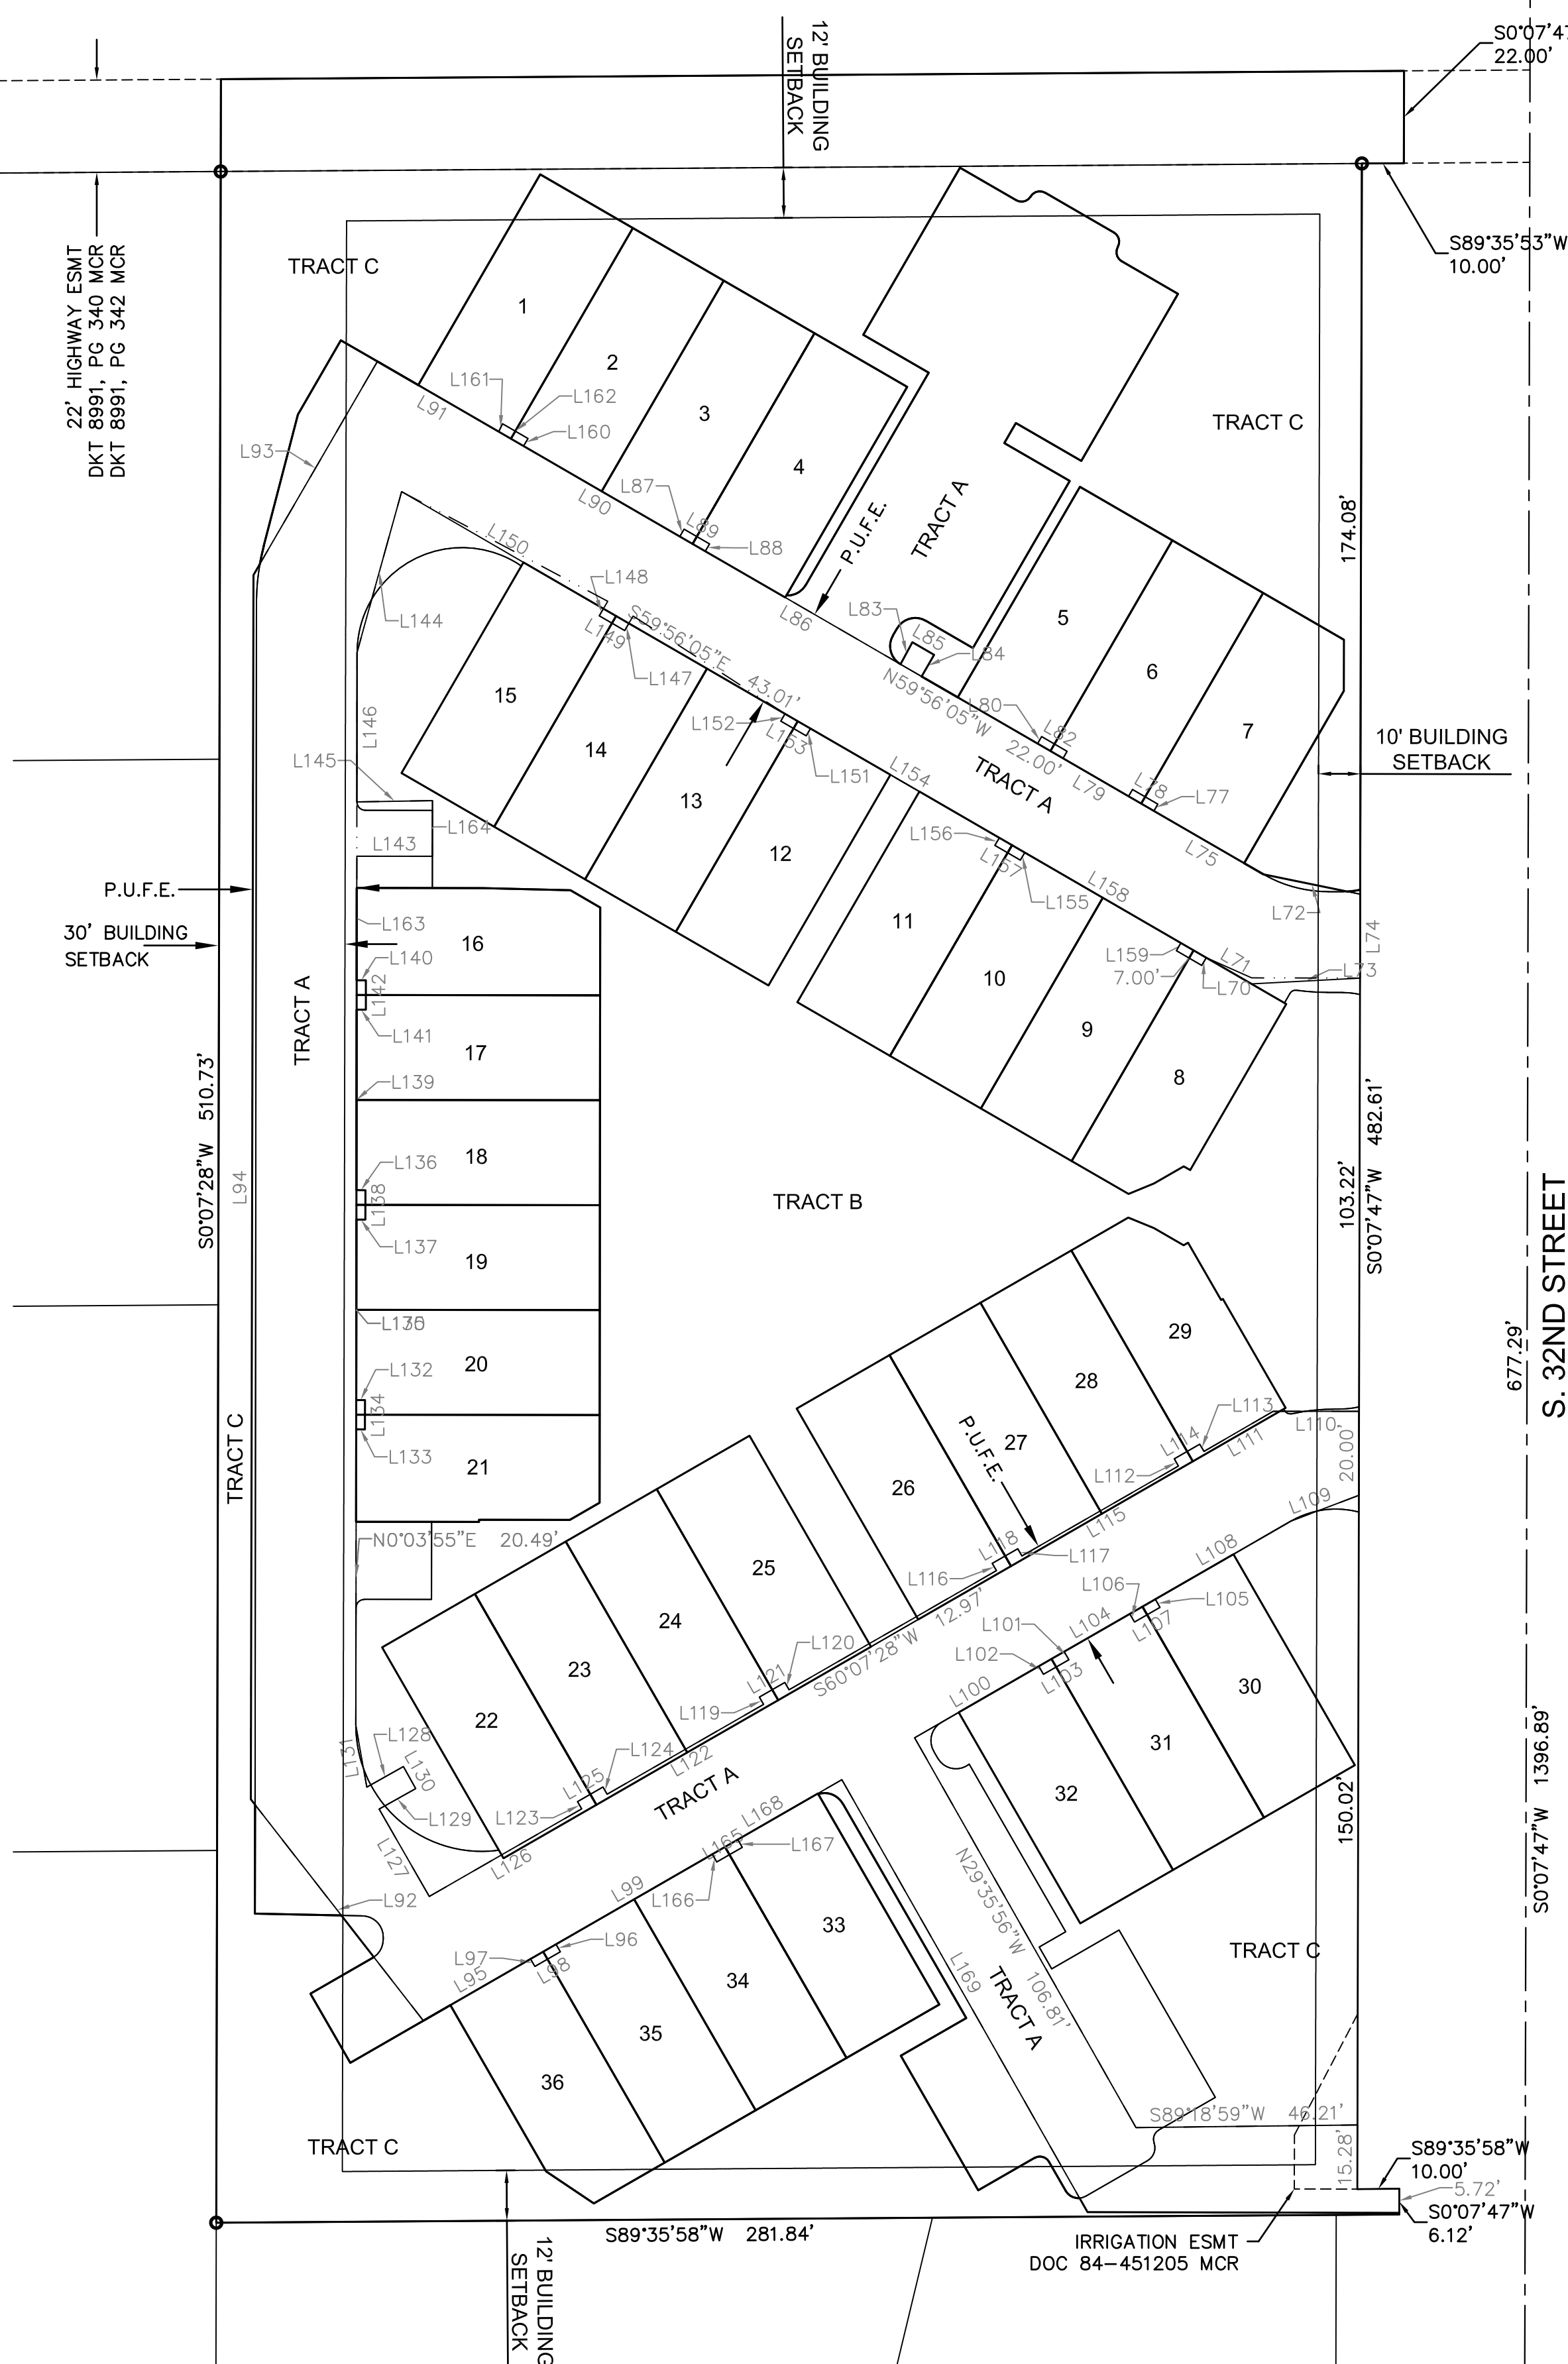 S0°07'47
22.00'
12' BUILDING
SETBACK
S89°35'53"W
10.00'
22' HIGHWAY ESMT
DKT 8991, PG 340 MCR
DKT 8991, PG 342 MCR
TRACT C
1
2
3
4
L161
L162
L160
L91
L93
L90
L87
L89
L88
TRACT C
174.08'
P.U.F.E.
TRACT A
L86
L83
L85
L84
N59°56'05"W 22.00'
5
6
7
L80
L82
L79
L78
L77
L75
10' BUILDING
SETBACK
L150
L148
L149
S59°56'05"E 43.01'
L147
L144
L146
L145
L164
L143
15
14
13
12
L152
L153
L151
L154
TRACT A
L156
L157
L155
L158
L159
7.00'
L70
L71
L72
L73
L74
11
10
9
8
P.U.F.E.
30' BUILDING
SETBACK
L163
16
L140
L142
L141
17
L139
18
L136
L138
L137
19
20
L132
L134
L133
21
TRACT A
S0°07'28"W 510.73'
L94
TRACT C
TRACT B
103.22'
S0°07'47"W 482.61'
S. 32ND STREET
677.29'
S0°07'47"W 1396.89'
29
28
27
26
P.U.F.E.
L113
L114
L112
L111
L110
20.00'
L109
L108
L115
L118
L117
L116
12.97'
S60°07'28"W
N0°03'55"E 20.49'
25
24
23
22
L120
L121
L119
L122
L124
L125
L123
L126
TRACT A
L128
L130
L129
L131
L127
L92
L106
L105
L107
L104
L101
L102
L103
L100
30
31
32
150.02'
L168
L165
L167
L166
L99
L96
L97
L98
L95
33
34
35
36
N29°35'56"W 106.81'
L169
TRACT A
TRACT C
TRACT C
S89°18'59"W 46.21'
15.28'
S89°35'58"W
10.00'
5.72'
S0°07'47"W
6.12'
S89°35'58"W 281.84'
12' BUILDING
SETBACK
IRRIGATION ESMT
DOC 84-451205 MCR